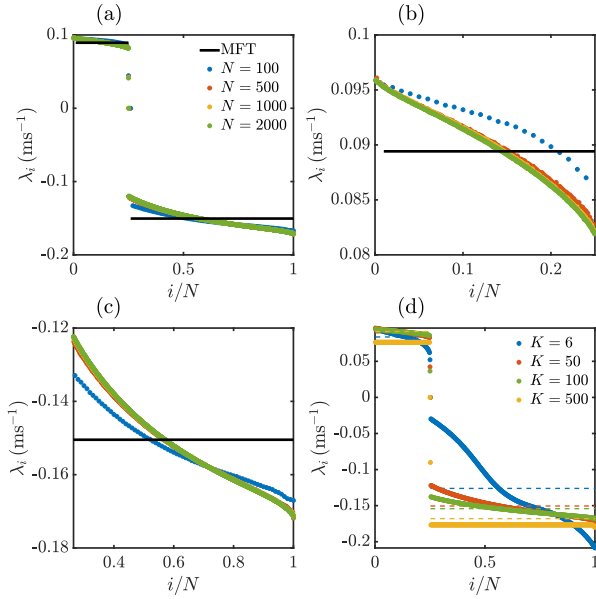 (a)
0.1
0
-0.1
-0.2
λᵢ (ms⁻¹)
0
0.5
1
i/N
MFT
N = 100
N = 500
N = 1000
N = 2000
(b)
0.1
0.095
0.09
0.085
0.08
λᵢ (ms⁻¹)
0
0.1
0.2
i/N
(c)
-0.12
-0.14
-0.16
-0.18
λᵢ (ms⁻¹)
0.4
0.6
0.8
1
i/N
(d)
0.05
0
-0.05
-0.1
-0.15
-0.2
λᵢ (ms⁻¹)
0
0.5
1
i/N
K = 6
K = 50
K = 100
K = 500